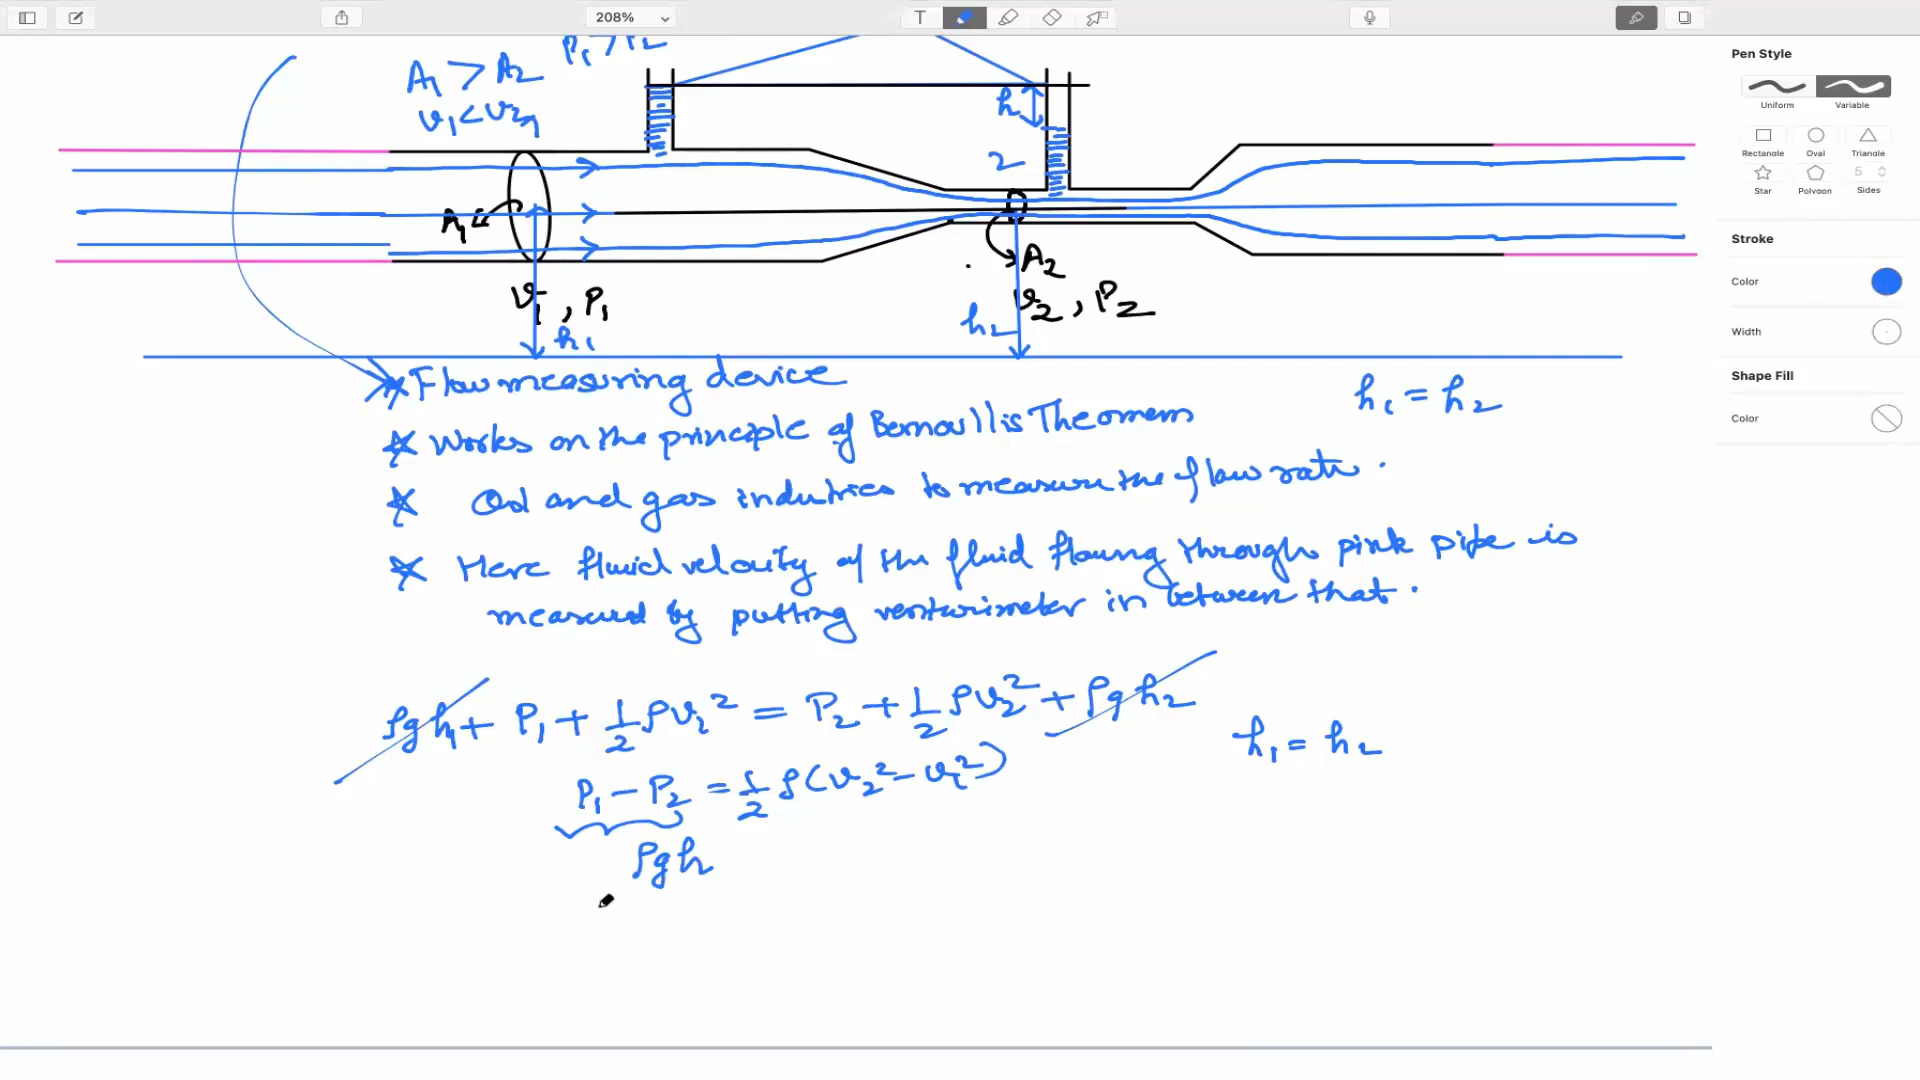 208%
T
P₁ > P₂
A₁ > A₂
v₁ < v₂
h
2
A₁
A₂
v₁, P₁
v₂, P₂
h₁
h₂
* Flow measuring device
h₁ = h₂
* Works on the principle of Bernoullis Theorem
* Oil and gas industries to measure the flow rate.
* Here fluid velocity of the fluid flowing through pink pipe is
measured by putting venturimeter in between that.
ρgh₁ + P₁ + 1/2 ρv₁² = P₂ + 1/2 ρv₂² + ρgh₂
h₁ = h₂
P₁ - P₂ = 1/2 ρ(v₂² - v₁²)
ρgh
Pen Style
Uniform Variable
Rectangle Oval Triangle
5
Star Polygon Sides
Stroke
Color
Width
Shape Fill
Color